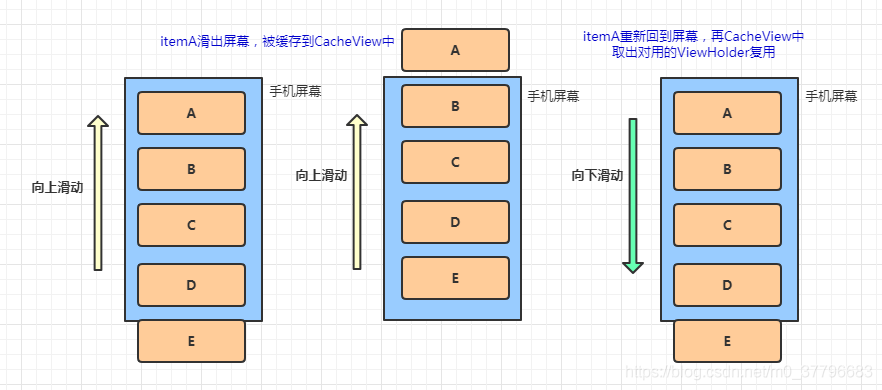 itemA滑出屏幕，被缓存到CacheView中
手机屏幕
向上滑动
A
B
C
D
E
A
手机屏幕
向上滑动
B
C
D
E
itemA重新回到屏幕，再CacheView中
取出对用的ViewHolder复用
手机屏幕
向下滑动
A
B
C
D
E
https://blog.csdn.net/m0_37796683